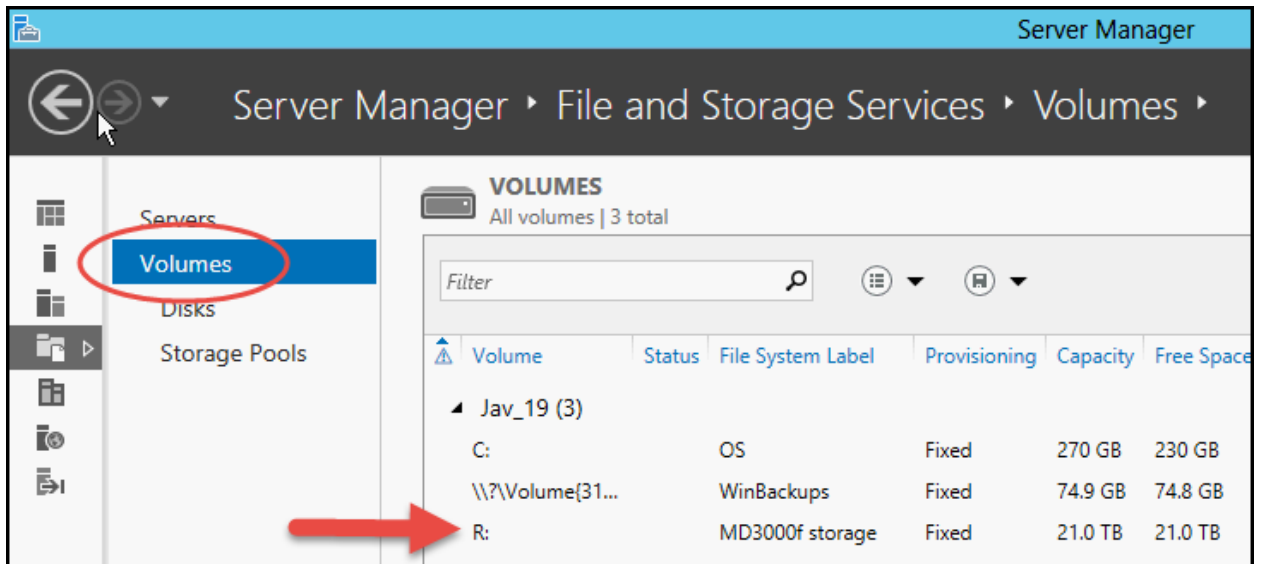 Server Manager
Server Manager ‣ File and Storage Services ‣ Volumes ‣
Servers
Volumes
Disks
Storage Pools
VOLUMES
All volumes | 3 total
Filter
Volume Status File System Label Provisioning Capacity Free Space
Jav_19 (3)
C: OS Fixed 270 GB 230 GB
\\?\Volume{31... WinBackups Fixed 74.9 GB 74.8 GB
R: MD3000f storage Fixed 21.0 TB 21.0 TB